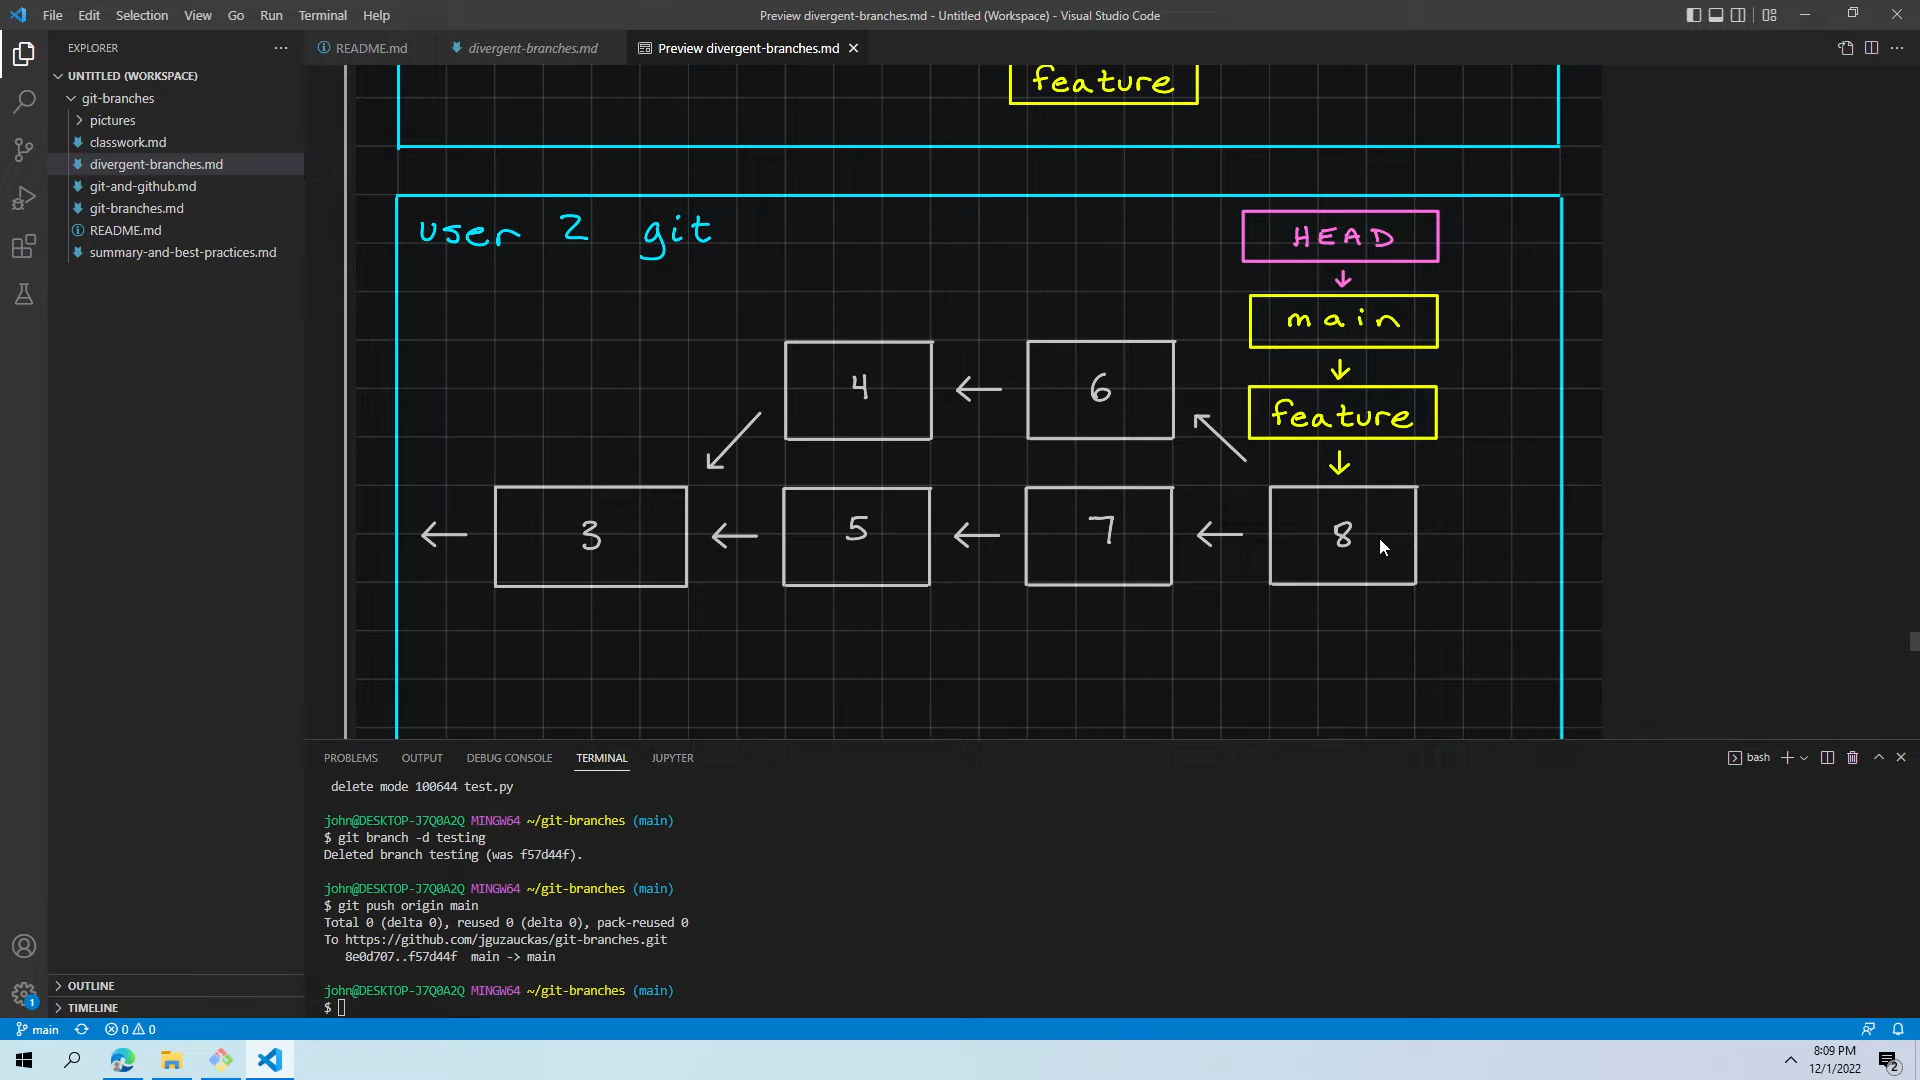 File Edit Selection View Go Run Terminal Help
Preview divergent-branches.md - Untitled (Workspace) - Visual Studio Code
EXPLORER
README.md
divergent-branches.md
Preview divergent-branches.md
UNTITLED (WORKSPACE)
git-branches
pictures
classwork.md
divergent-branches.md
git-and-github.md
git-branches.md
README.md
summary-and-best-practices.md
feature
user 2 git
HEAD
main
feature
4
6
3
5
7
8
PROBLEMS OUTPUT DEBUG CONSOLE TERMINAL JUPYTER
bash
delete mode 100644 test.py
john@DESKTOP-J7Q0A2Q MINGW64 ~/git-branches (main)
$ git branch -d testing
Deleted branch testing (was f57d44f).
john@DESKTOP-J7Q0A2Q MINGW64 ~/git-branches (main)
$ git push origin main
Total 0 (delta 0), reused 0 (delta 0), pack-reused 0
To https://github.com/jguzauckas/git-branches.git
8e0d707..f57d44f main -> main
john@DESKTOP-J7Q0A2Q MINGW64 ~/git-branches (main)
$
OUTLINE
TIMELINE
1
main
0 0
8:09 PM
12/1/2022
2